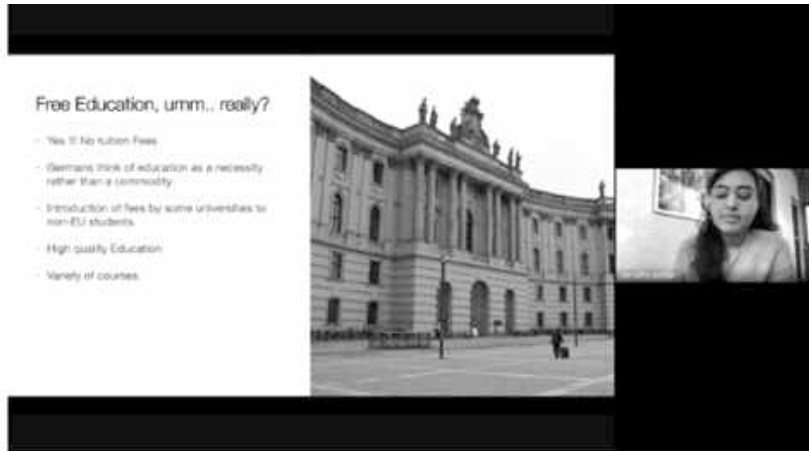 Free Education, umm.. really?
- Yes !!! No tuition Fees
- Germans think of education as a necessity
rather than a commodity
- Introduction of fees by some universities to
non-EU students.
- High quality Education
- Variety of courses.